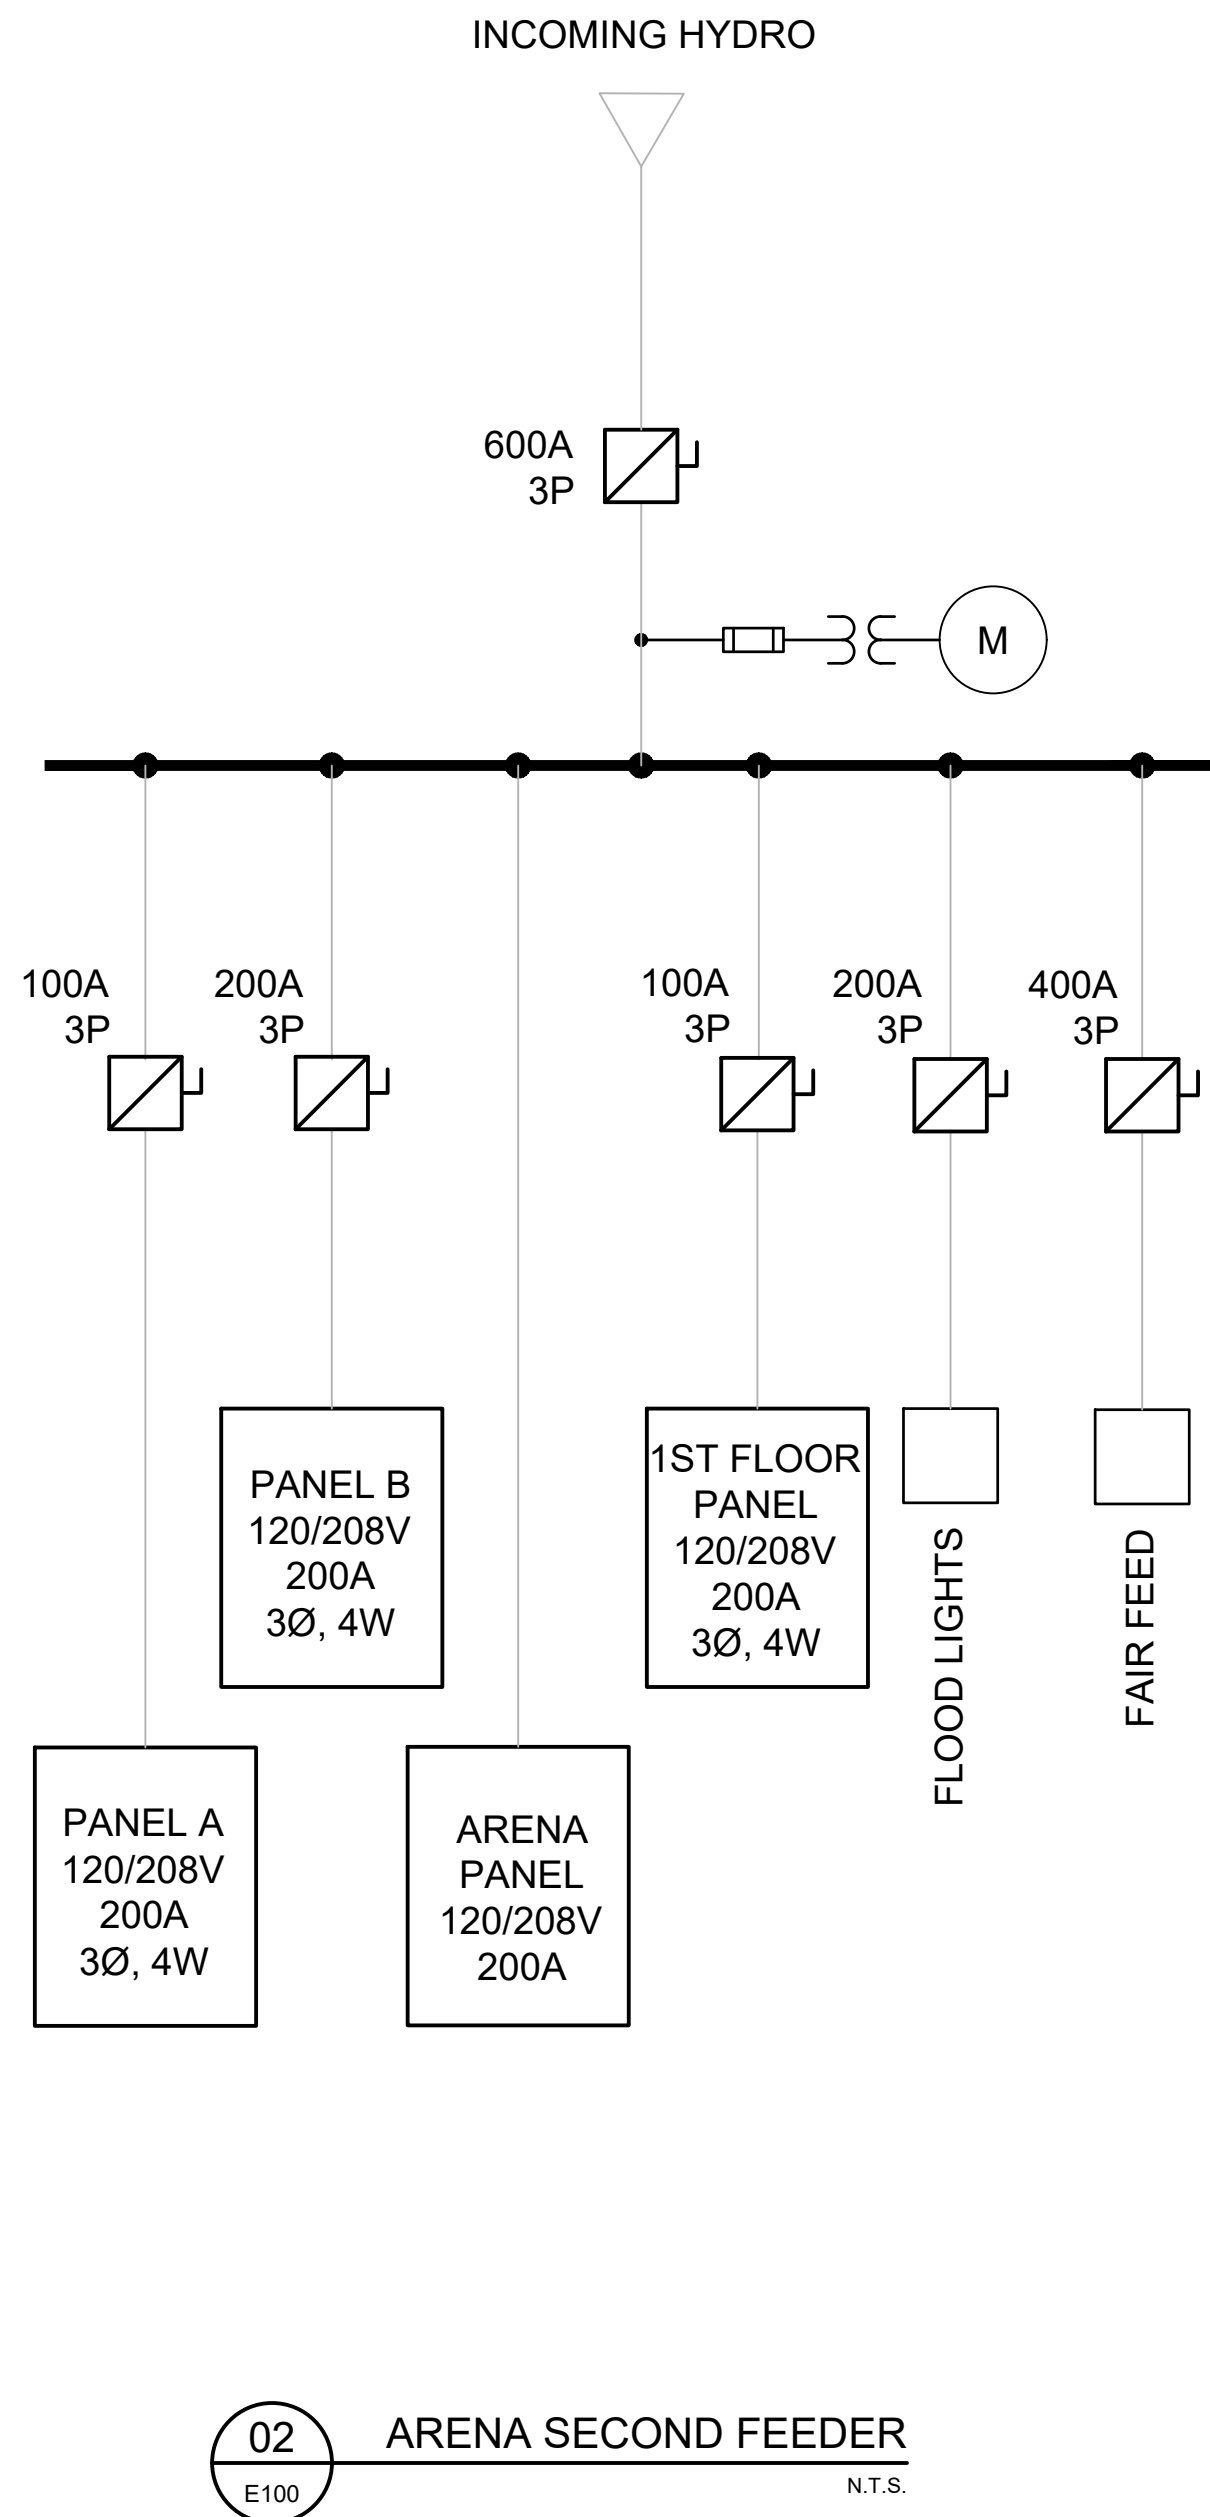 INCOMING HYDRO
600A
3P
M
100A
3P
200A
3P
100A
3P
200A
3P
400A
3P
PANEL B
120/208V
200A
3Ø, 4W
1ST FLOOR
PANEL
120/208V
200A
3Ø, 4W
FLOOD LIGHTS
FAIR FEED
PANEL A
120/208V
200A
3Ø, 4W
ARENA
PANEL
120/208V
200A
02
E100
ARENA SECOND FEEDER
N.T.S.